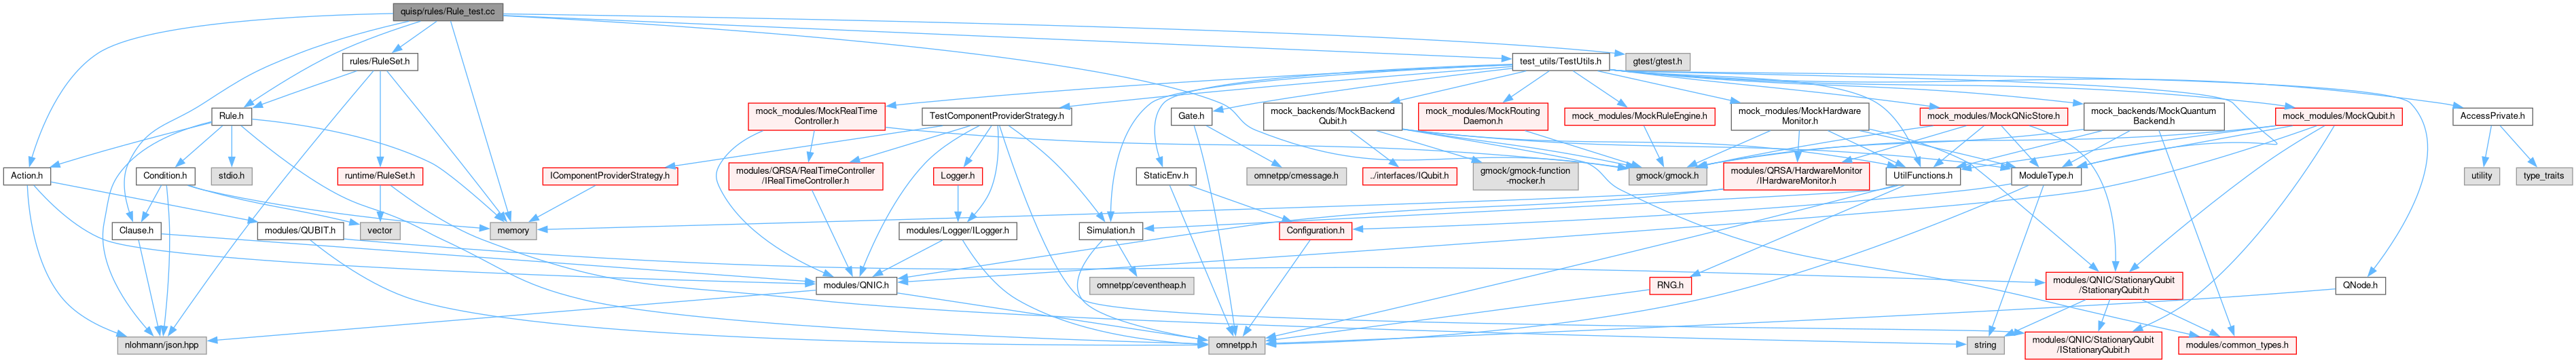 quisp/rules/Rule_test.cc
rules/RuleSet.h
test_utils/TestUtils.h
gtest/gtest.h
Rule.h
mock_modules/MockRealTime
Controller.h
TestComponentProviderStrategy.h
Gate.h
mock_backends/MockBackend
Qubit.h
mock_modules/MockRouting
Daemon.h
mock_modules/MockRuleEngine.h
mock_modules/MockHardware
Monitor.h
mock_modules/MockQNicStore.h
mock_backends/MockQuantum
Backend.h
mock_modules/MockQubit.h
AccessPrivate.h
Action.h
Condition.h
stdio.h
runtime/RuleSet.h
IComponentProviderStrategy.h
modules/QRSA/RealTimeController
/IRealTimeController.h
Logger.h
StaticEnv.h
omnetpp/cmessage.h
../interfaces/IQubit.h
gmock/gmock-function
-mocker.h
gmock/gmock.h
modules/QRSA/HardwareMonitor
/IHardwareMonitor.h
UtilFunctions.h
ModuleType.h
utility
type_traits
Clause.h
modules/QUBIT.h
vector
memory
modules/Logger/ILogger.h
Simulation.h
Configuration.h
modules/QNIC.h
omnetpp/ceventheap.h
RNG.h
modules/QNIC/StationaryQubit
/StationaryQubit.h
QNode.h
nlohmann/json.hpp
omnetpp.h
string
modules/QNIC/StationaryQubit
/IStationaryQubit.h
modules/common_types.h